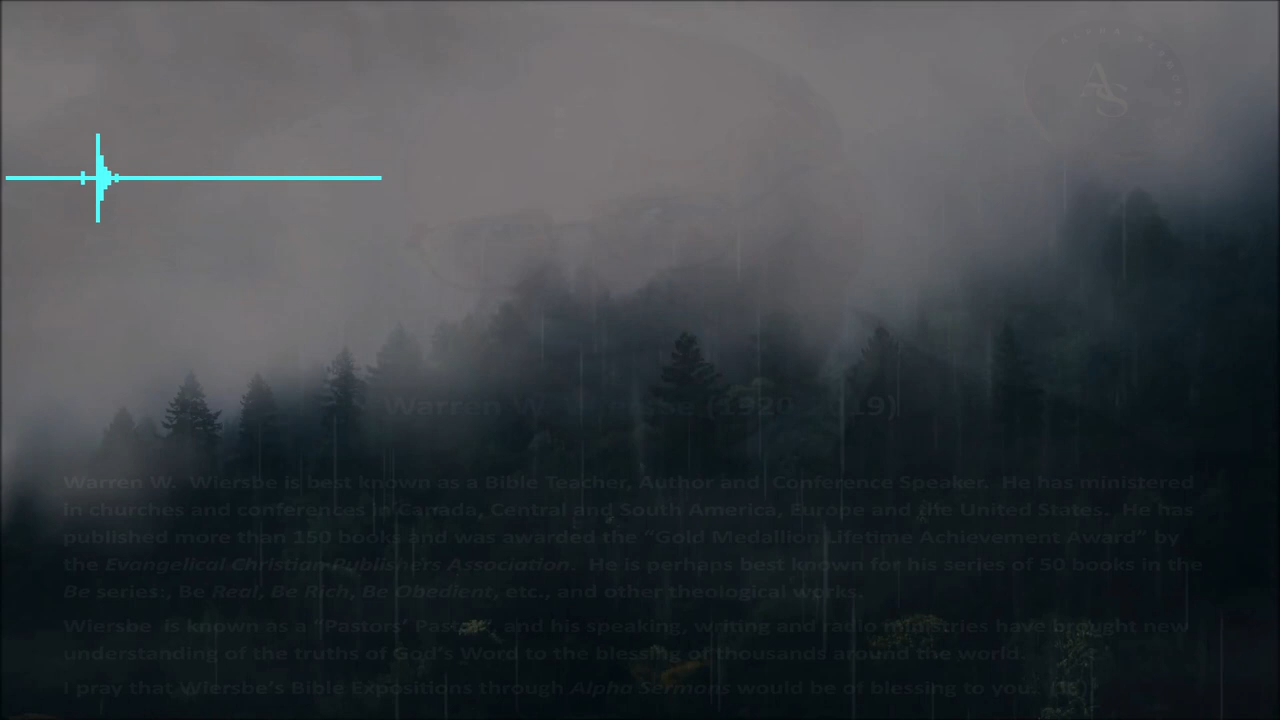 ALPHA SERMONS
AS
Warren W. Wiersbe (1920 - 2019)
Warren W. Wiersbe is best known as a Bible Teacher, Author and Conference Speaker. He has ministered
in churches and conferences in Canada, Central and South America, Europe and the United States. He has
published more than 150 books and was awarded the “Gold Medallion Lifetime Achievement Award” by
the Evangelical Christian Publishers Association. He is perhaps best known for his series of 50 books in the
Be series:, Be Real, Be Rich, Be Obedient, etc., and other theological works.
Wiersbe is known as a “Pastors’ Pastor” and his speaking, writing and radio ministries have brought new
understanding of the truths of God’s Word to the blessing of thousands around the world.
I pray that Wiersbe’s Bible Expositions through Alpha Sermons would be of blessing to you.